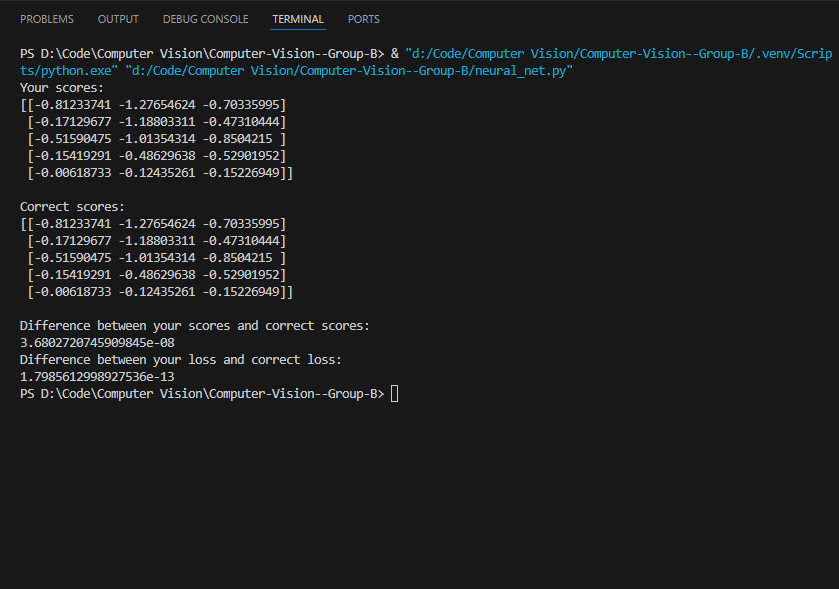 PROBLEMS OUTPUT DEBUG CONSOLE TERMINAL PORTS
PS D:\Code\Computer Vision\Computer-Vision--Group-B> & "d:/Code/Computer Vision/Computer-Vision--Group-B/.venv/Scrip
ts/python.exe" "d:/Code/Computer Vision/Computer-Vision--Group-B/neural_net.py"
Your scores:
[[-0.81233741 -1.27654624 -0.70335995]
 [-0.17129677 -1.18803311 -0.47310444]
 [-0.51590475 -1.01354314 -0.8504215 ]
 [-0.15419291 -0.48629638 -0.52901952]
 [-0.00618733 -0.12435261 -0.15226949]]

Correct scores:
[[-0.81233741 -1.27654624 -0.70335995]
 [-0.17129677 -1.18803311 -0.47310444]
 [-0.51590475 -1.01354314 -0.8504215 ]
 [-0.15419291 -0.48629638 -0.52901952]
 [-0.00618733 -0.12435261 -0.15226949]]

Difference between your scores and correct scores:
3.6802720745909845e-08
Difference between your loss and correct loss:
1.7985612998927536e-13
PS D:\Code\Computer Vision\Computer-Vision--Group-B>